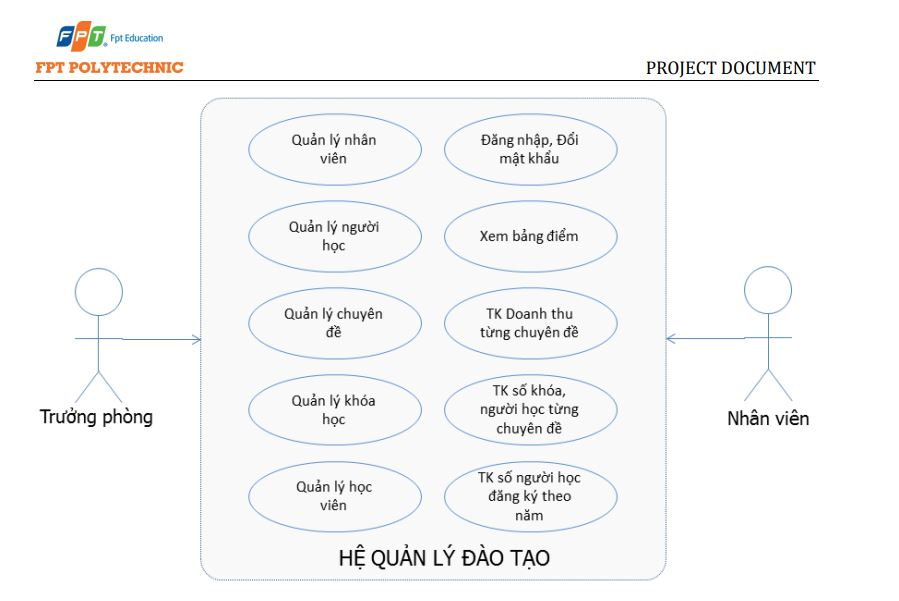 FPT Fpt Education
FPT POLYTECHNIC
PROJECT DOCUMENT
Quản lý nhân
viên
Đăng nhập, Đổi
mật khẩu
Quản lý người
học
Xem bảng điểm
Quản lý chuyên
đề
TK Doanh thu
từng chuyên đề
Quản lý khóa
học
TK số khóa,
người học từng
chuyên đề
Quản lý học
viên
TK số người học
đăng ký theo
năm
Trưởng phòng
Nhân viên
HỆ QUẢN LÝ ĐÀO TẠO